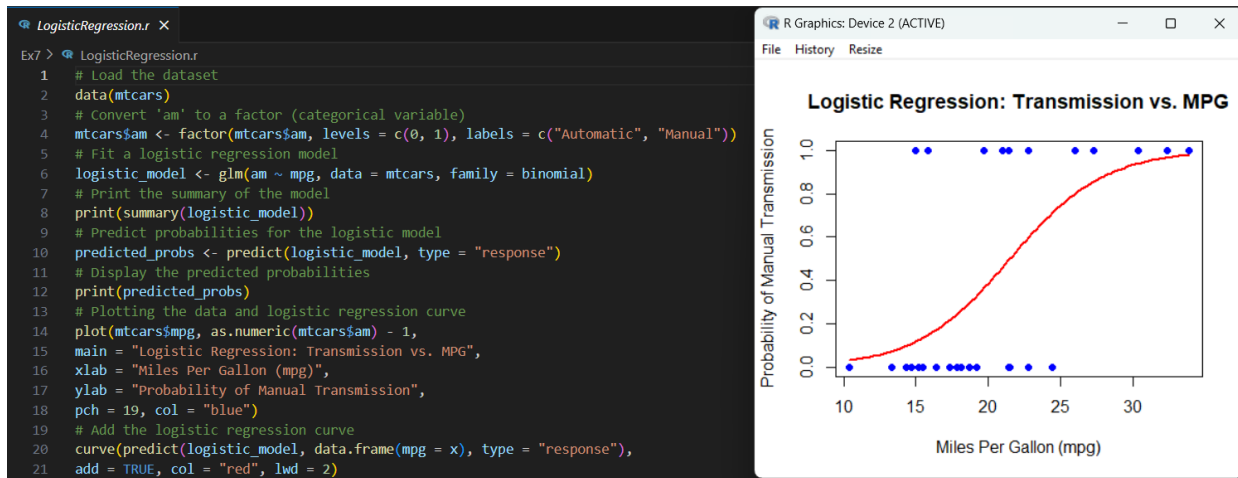 LogisticRegression.r
Ex7 > LogisticRegression.r
1 # Load the dataset
2 data(mtcars)
3 # Convert 'am' to a factor (categorical variable)
4 mtcars$am <- factor(mtcars$am, levels = c(0, 1), labels = c("Automatic", "Manual"))
5 # Fit a logistic regression model
6 logistic_model <- glm(am ~ mpg, data = mtcars, family = binomial)
7 # Print the summary of the model
8 print(summary(logistic_model))
9 # Predict probabilities for the logistic model
10 predicted_probs <- predict(logistic_model, type = "response")
11 # Display the predicted probabilities
12 print(predicted_probs)
13 # Plotting the data and logistic regression curve
14 plot(mtcars$mpg, as.numeric(mtcars$am) - 1,
15 main = "Logistic Regression: Transmission vs. MPG",
16 xlab = "Miles Per Gallon (mpg)",
17 ylab = "Probability of Manual Transmission",
18 pch = 19, col = "blue")
19 # Add the logistic regression curve
20 curve(predict(logistic_model, data.frame(mpg = x), type = "response"),
21 add = TRUE, col = "red", lwd = 2)
R Graphics: Device 2 (ACTIVE)
File History Resize
Logistic Regression: Transmission vs. MPG
Probability of Manual Transmission
1.0
0.8
0.6
0.4
0.2
0.0
10 15 20 25 30
Miles Per Gallon (mpg)